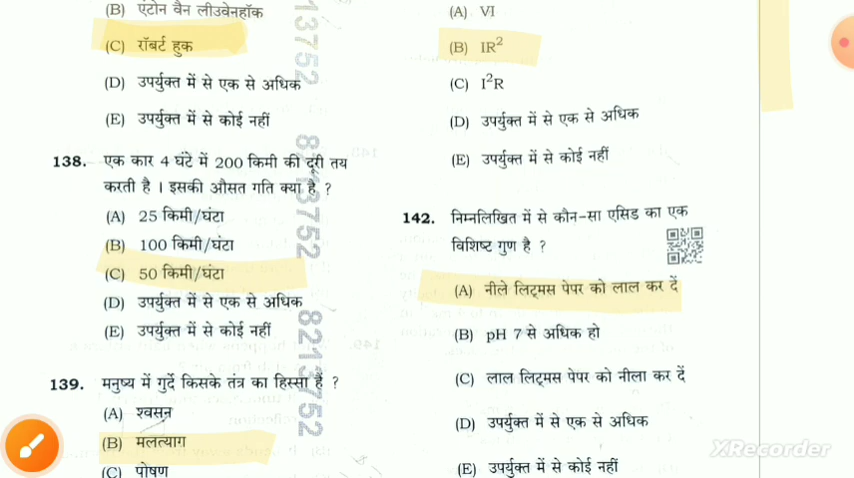 (B) एंटोन वैन लीउवेनहॉक
(C) रॉबर्ट हुक
(D) उपर्युक्त में से एक से अधिक
(E) उपर्युक्त में से कोई नहीं
138. एक कार 4 घंटे में 200 किमी की दूरी तय
करती है । इसकी औसत गति क्या है ?
(A) 25 किमी/घंटा
(B) 100 किमी/घंटा
(C) 50 किमी/घंटा
(D) उपर्युक्त में से एक से अधिक
(E) उपर्युक्त में से कोई नहीं
139. मनुष्य में गुर्दे किसके तंत्र का हिस्सा हैं ?
(A) श्वसन
(B) मलत्याग
(C) पोषण
13752
8213752
8213752
(A) VI
(B) IR²
(C) I²R
(D) उपर्युक्त में से एक से अधिक
(E) उपर्युक्त में से कोई नहीं
142. निम्नलिखित में से कौन-सा एसिड का एक
विशिष्ट गुण है ?
(A) नीले लिट्मस पेपर को लाल कर दें
(B) pH 7 से अधिक हो
(C) लाल लिट्मस पेपर को नीला कर दें
(D) उपर्युक्त में से एक से अधिक
(E) उपर्युक्त में से कोई नहीं
XRecorder